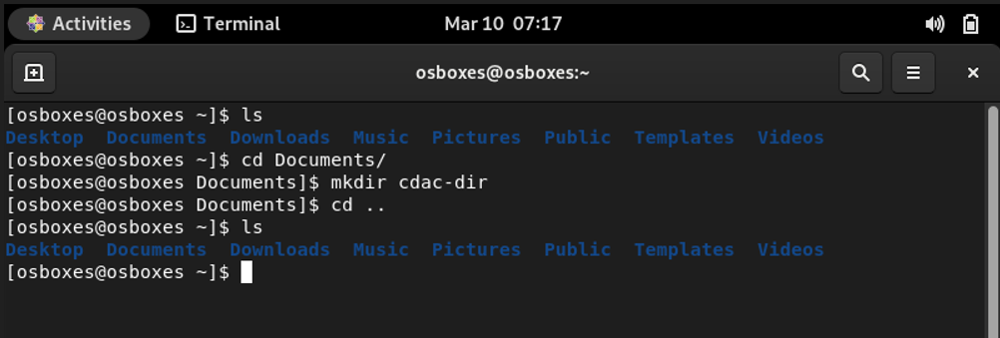 Activities Terminal Mar 10 07:17
osboxes@osboxes:~
[osboxes@osboxes ~]$ ls
Desktop Documents Downloads Music Pictures Public Templates Videos
[osboxes@osboxes ~]$ cd Documents/
[osboxes@osboxes Documents]$ mkdir cdac-dir
[osboxes@osboxes Documents]$ cd ..
[osboxes@osboxes ~]$ ls
Desktop Documents Downloads Music Pictures Public Templates Videos
[osboxes@osboxes ~]$